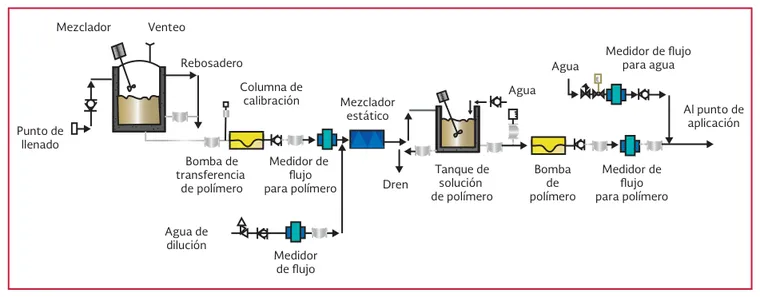 Mezclador
Venteo
Rebosadero
Punto de
llenado
Columna de
calibración
Bomba de
transferencia
de polímero
Medidor de
flujo
para polímero
Mezclador
estático
Dren
Agua de
dilución
Medidor
de flujo
Agua
Tanque de
solución
de polímero
Bomba
de
polímero
Agua
Medidor de flujo
para agua
Medidor de
flujo
para polímero
Al punto de
aplicación